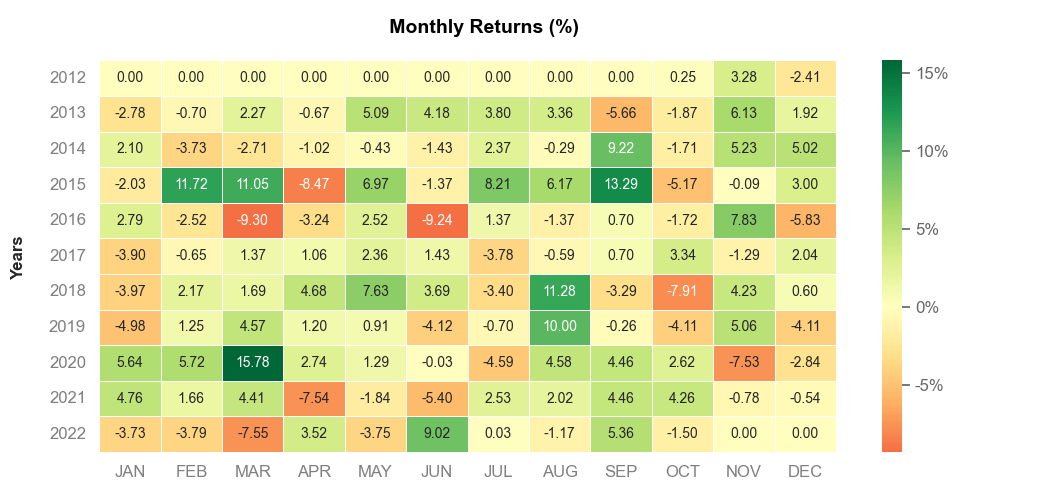 Monthly Returns (%)
2012 0.00 0.00 0.00 0.00 0.00 0.00 0.00 0.00 0.00 0.25 3.28 -2.41 15%
2013 -2.78 -0.70 2.27 -0.67 5.09 4.18 3.80 3.36 -5.66 -1.87 6.13 1.92
2014 2.10 -3.73 -2.71 -1.02 -0.43 -1.43 2.37 -0.29 9.22 -1.71 5.23 5.02 10%
2015 -2.03 11.72 11.05 -8.47 6.97 -1.37 8.21 6.17 13.29 -5.17 -0.09 3.00
2016 2.79 -2.52 -9.30 -3.24 2.52 -9.24 1.37 -1.37 0.70 -1.72 7.83 -5.83 5%
Years
2017 -3.90 -0.65 1.37 1.06 2.36 1.43 -3.78 -0.59 0.70 3.34 -1.29 2.04
2018 -3.97 2.17 1.69 4.68 7.63 3.69 -3.40 11.28 -3.29 -7.91 4.23 0.60 0%
2019 -4.98 1.25 4.57 1.20 0.91 -4.12 -0.70 10.00 -0.26 -4.11 5.06 -4.11
2020 5.64 5.72 15.78 2.74 1.29 -0.03 -4.59 4.58 4.46 2.62 -7.53 -2.84
2021 4.76 1.66 4.41 -7.54 -1.84 -5.40 2.53 2.02 4.46 4.26 -0.78 -0.54 -5%
2022 -3.73 -3.79 -7.55 3.52 -3.75 9.02 0.03 -1.17 5.36 -1.50 0.00 0.00
JAN FEB MAR APR MAY JUN JUL AUG SEP OCT NOV DEC